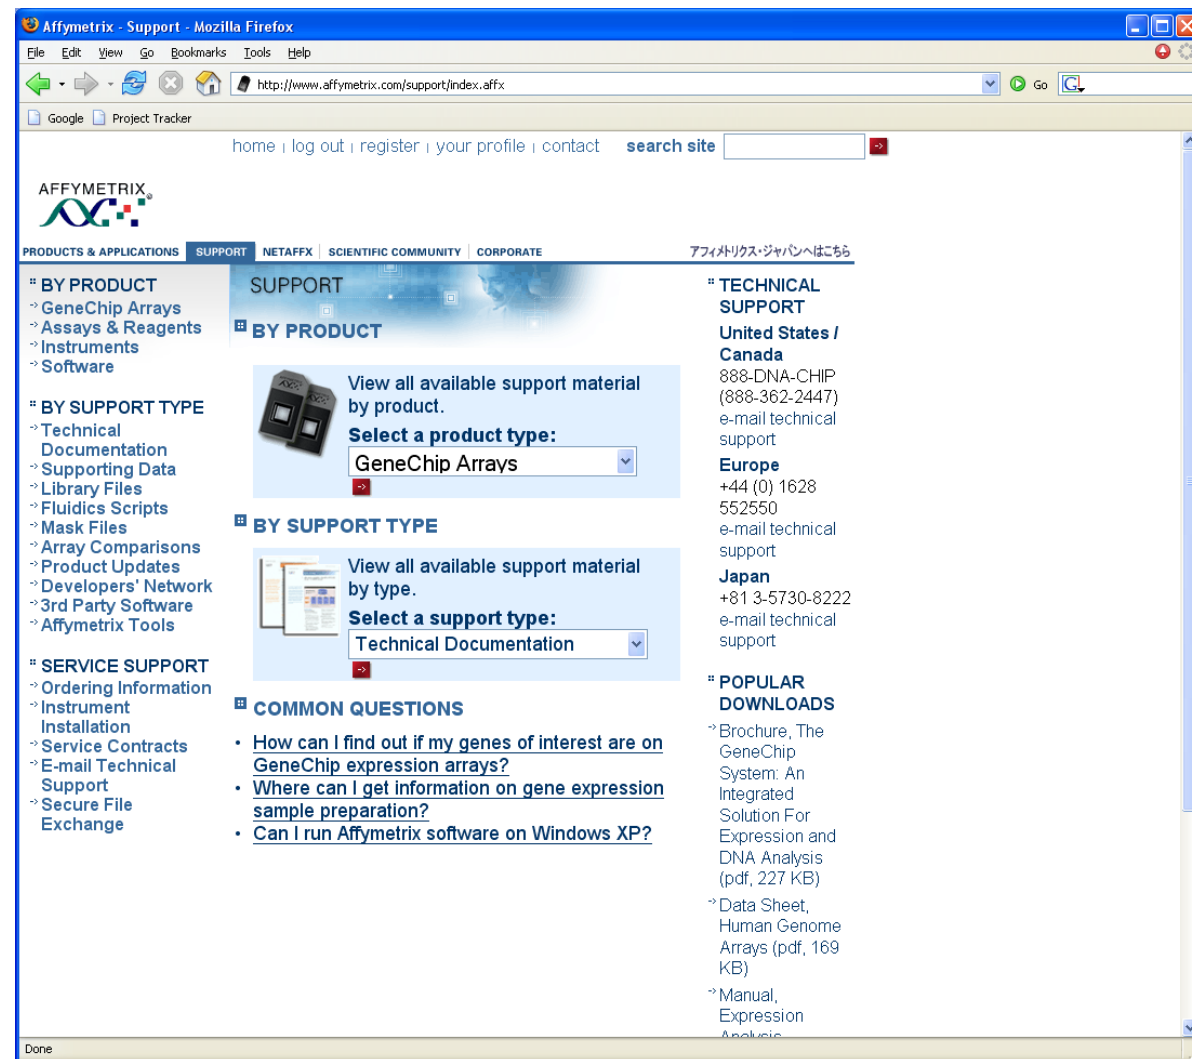 Affymetrix - Support - Mozilla Firefox
File Edit View Go Bookmarks Tools Help
http://www.affymetrix.com/support/index.affx
Go
G
Google Project Tracker
home | log out | register | your profile | contact search site
AFFYMETRIX®
PRODUCTS & APPLICATIONS SUPPORT NETAFFX SCIENTIFIC COMMUNITY CORPORATE
アフィメトリクス・ジャパンへはこちら
BY PRODUCT
GeneChip Arrays
Assays & Reagents
Instruments
Software
BY SUPPORT TYPE
Technical
Documentation
Supporting Data
Library Files
Fluidics Scripts
Mask Files
Array Comparisons
Product Updates
Developers' Network
3rd Party Software
Affymetrix Tools
SERVICE SUPPORT
Ordering Information
Instrument
Installation
Service Contracts
E-mail Technical
Support
Secure File
Exchange
SUPPORT
BY PRODUCT
View all available support material
by product.
Select a product type:
GeneChip Arrays
BY SUPPORT TYPE
View all available support material
by type.
Select a support type:
Technical Documentation
COMMON QUESTIONS
• How can I find out if my genes of interest are on
GeneChip expression arrays?
• Where can I get information on gene expression
sample preparation?
• Can I run Affymetrix software on Windows XP?
TECHNICAL
SUPPORT
United States /
Canada
888-DNA-CHIP
(888-362-2447)
e-mail technical
support
Europe
+44 (0) 1628
552550
e-mail technical
support
Japan
+81 3-5730-8222
e-mail technical
support
POPULAR
DOWNLOADS
Brochure, The
GeneChip
System: An
Integrated
Solution For
Expression and
DNA Analysis
(pdf, 227 KB)
Data Sheet,
Human Genome
Arrays (pdf, 169
KB)
Manual,
Expression
Analysis
Done